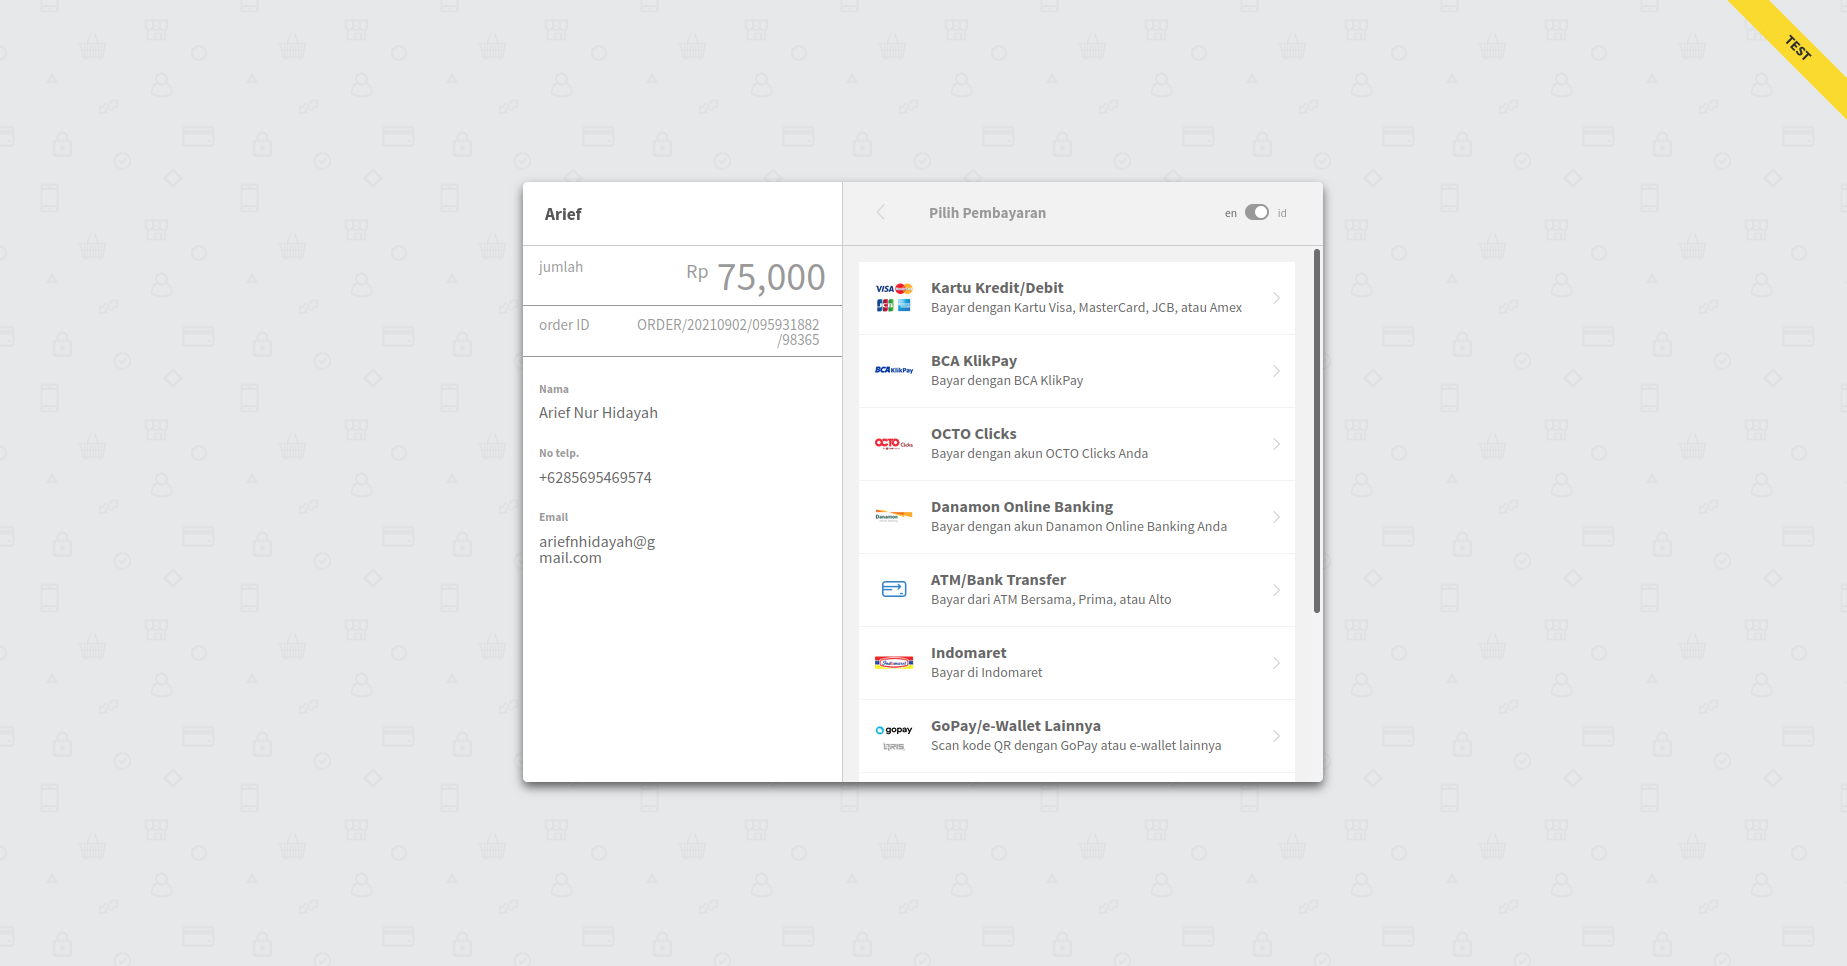 TEST
Arief
jumlah
Rp 75,000
order ID
ORDER/20210902/095931882
/98365
Nama
Arief Nur Hidayah
No telp.
+6285695469574
Email
ariefnhidayah@g
mail.com
Pilih Pembayaran
en id
VISA
JCB
Kartu Kredit/Debit
Bayar dengan Kartu Visa, MasterCard, JCB, atau Amex
BCA KlikPay
BCA KlikPay
Bayar dengan BCA KlikPay
OCTO Clicks
OCTO Clicks
Bayar dengan akun OCTO Clicks Anda
Danamon
Danamon Online Banking
Bayar dengan akun Danamon Online Banking Anda
ATM/Bank Transfer
Bayar dari ATM Bersama, Prima, atau Alto
Indomaret
Indomaret
Bayar di Indomaret
gopay
GoPay/e-Wallet Lainnya
Scan kode QR dengan GoPay atau e-wallet lainnya